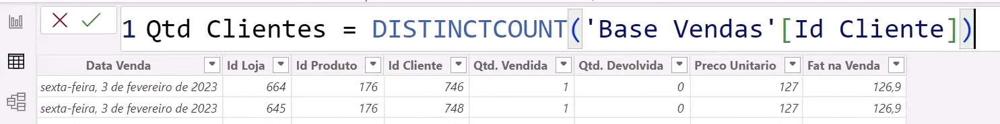 1 Qtd Clientes = DISTINCTCOUNT('Base Vendas'[Id Cliente])
Data Venda Id Loja Id Produto Id Cliente Qtd. Vendida Qtd. Devolvida Preco Unitario Fat na Venda
sexta-feira, 3 de fevereiro de 2023 664 176 746 1 0 127 126,9
sexta-feira, 3 de fevereiro de 2023 645 176 748 1 0 127 126,9